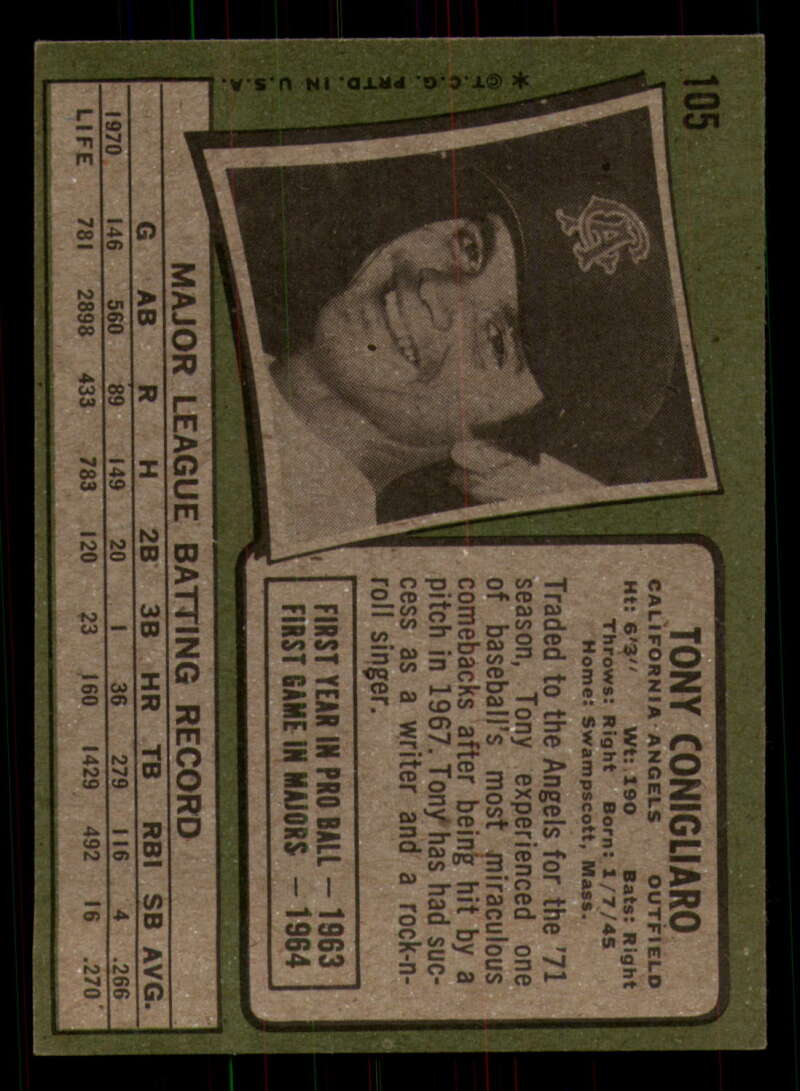 105
*©T.C.G. PRTD. IN U.S.A.
CA
TONY CONIGLIARO
CALIFORNIA ANGELS OUTFIELD
Ht: 6'3" Wt: 190 Bats: Right
Throws: Right Born: 1/7/45
Home: Swampscott, Mass.
Traded to the Angels for the '71
season, Tony experienced one
of baseball's most miraculous
comebacks after being hit by a
pitch in 1967. Tony has had suc-
cess as a writer and a rock-n-
roll singer.
FIRST YEAR IN PRO BALL — 1963
FIRST GAME IN MAJORS — 1964
MAJOR LEAGUE BATTING RECORD
G AB R H 2B 3B HR TB RBI SB AVG.
1970 146 560 89 149 20 1 36 279 116 4 .266
LIFE 781 2898 433 783 120 23 160 1429 492 16 .270